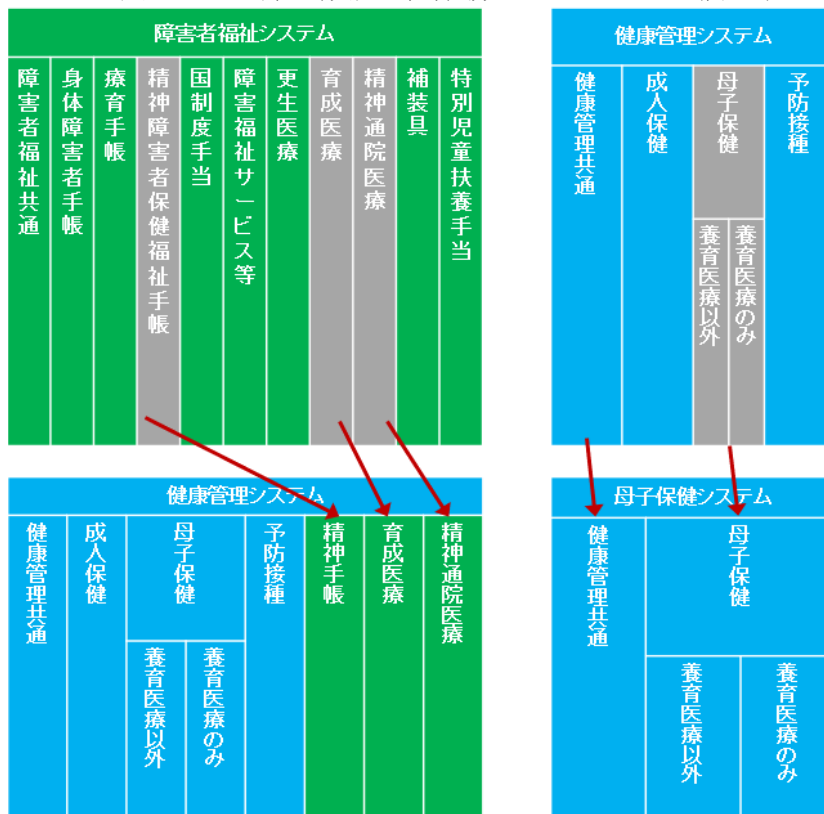 障害者福祉システム
障害者福祉共通
身体障害者手帳
療育手帳
精神障害者保健福祉手帳
国制度手当
障害福祉サービス等
更生医療
育成医療
精神通院医療
補装具
特別児童扶養手当
健康管理システム
健康管理共通
成人保健
母子保健
養育医療以外
養育医療のみ
予防接種
健康管理システム
健康管理共通
成人保健
母子保健
養育医療以外
養育医療のみ
予防接種
精神手帳
育成医療
精神通院医療
母子保健システム
健康管理共通
母子保健
養育医療以外
養育医療のみ